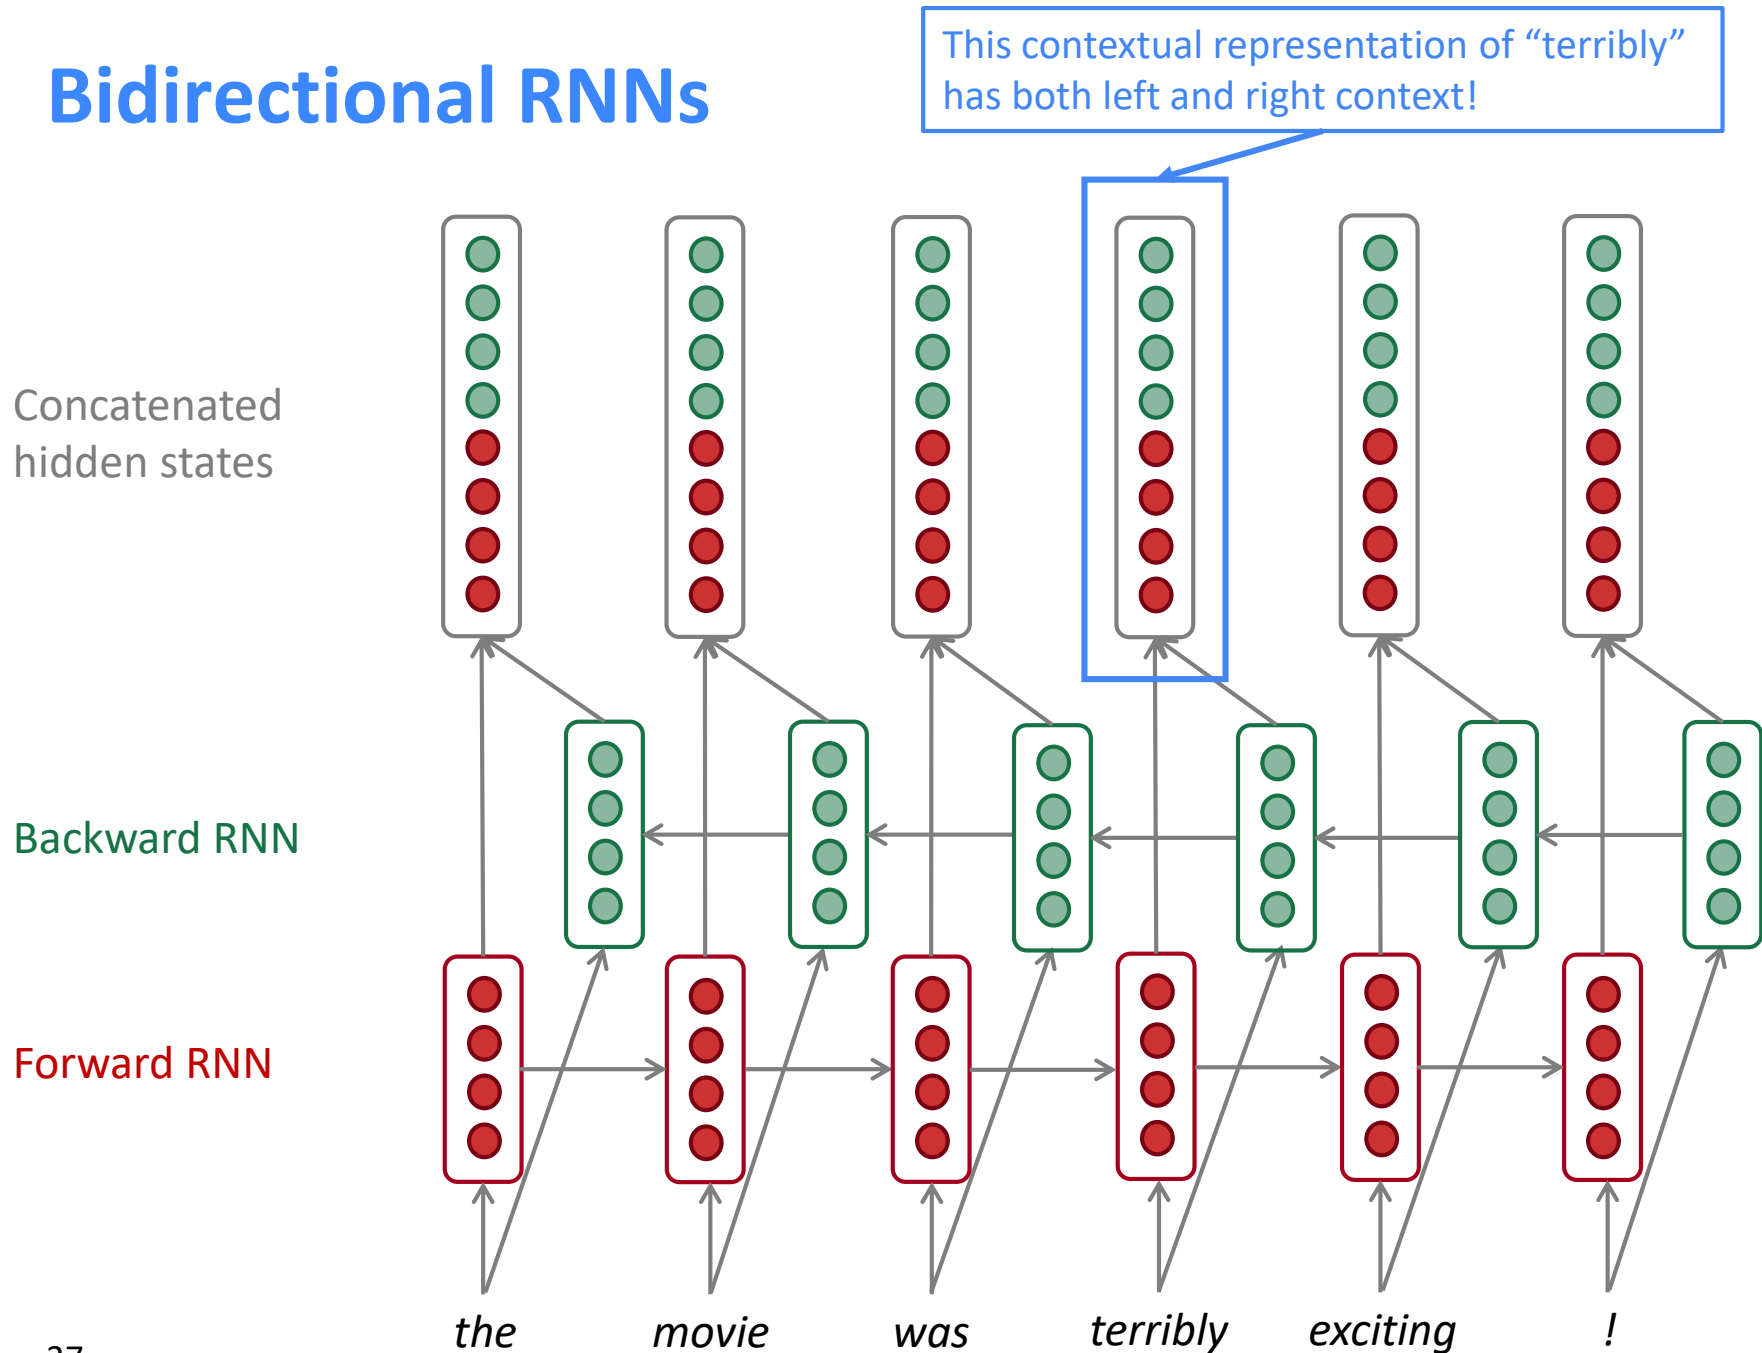 Bidirectional RNNs
This contextual representation of “terribly”
has both left and right context!
Concatenated
hidden states
Backward RNN
Forward RNN
the movie was terribly exciting !